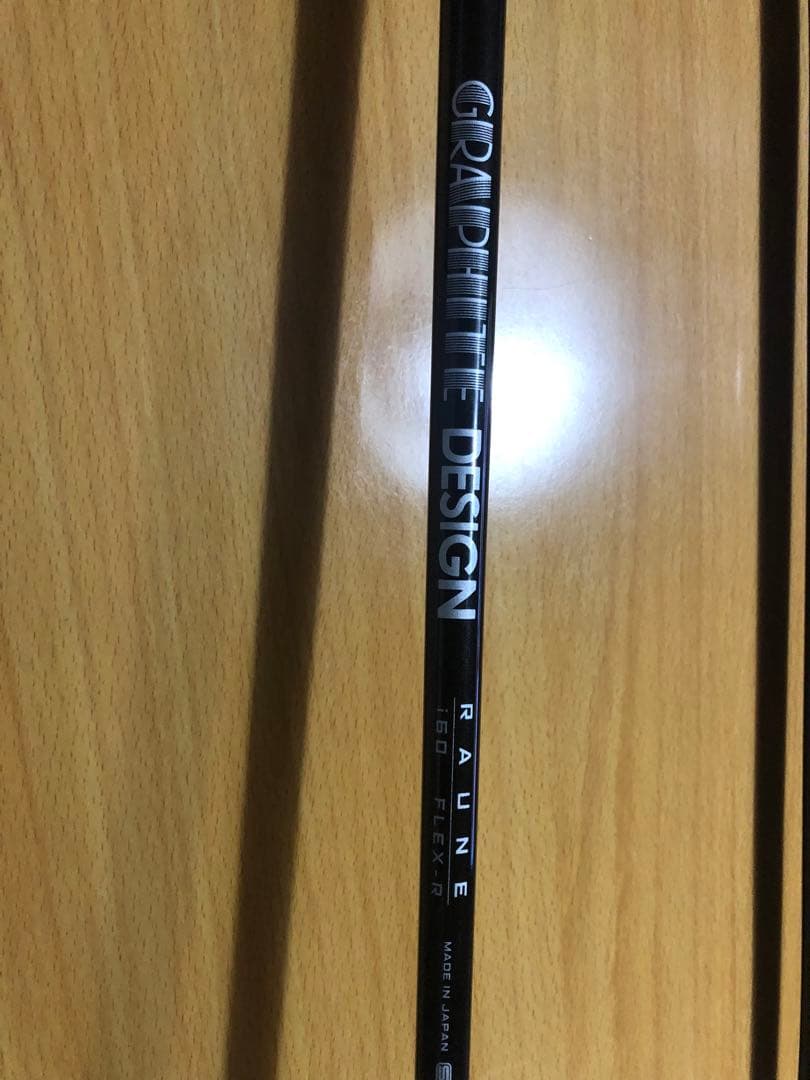 GRAPHITE DESIGN
RAUNE
i60 FLEX-R
MADE IN JAPAN